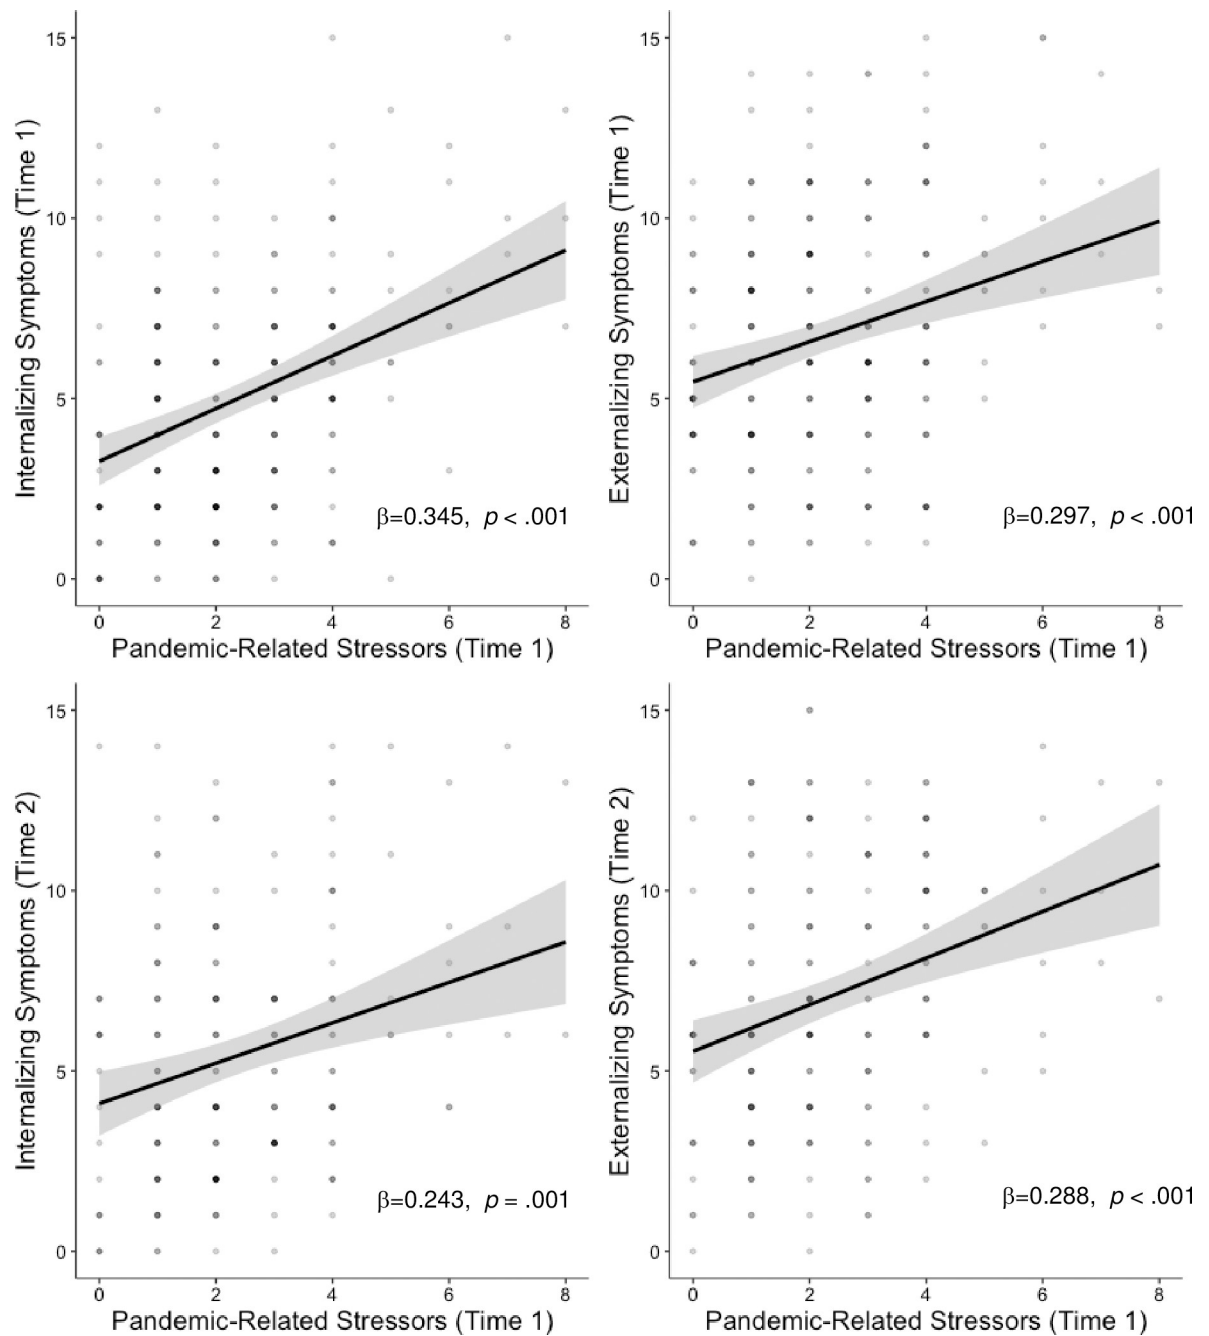 15
10
5
0
Internalizing Symptoms (Time 1)
β=0.345, p < .001
0 2 4 6 8
Pandemic-Related Stressors (Time 1)
15
10
5
0
Externalizing Symptoms (Time 1)
β=0.297, p < .001
0 2 4 6 8
Pandemic-Related Stressors (Time 1)
15
10
5
0
Internalizing Symptoms (Time 2)
β=0.243, p = .001
0 2 4 6 8
Pandemic-Related Stressors (Time 1)
15
10
5
0
Externalizing Symptoms (Time 2)
β=0.288, p < .001
0 2 4 6 8
Pandemic-Related Stressors (Time 1)